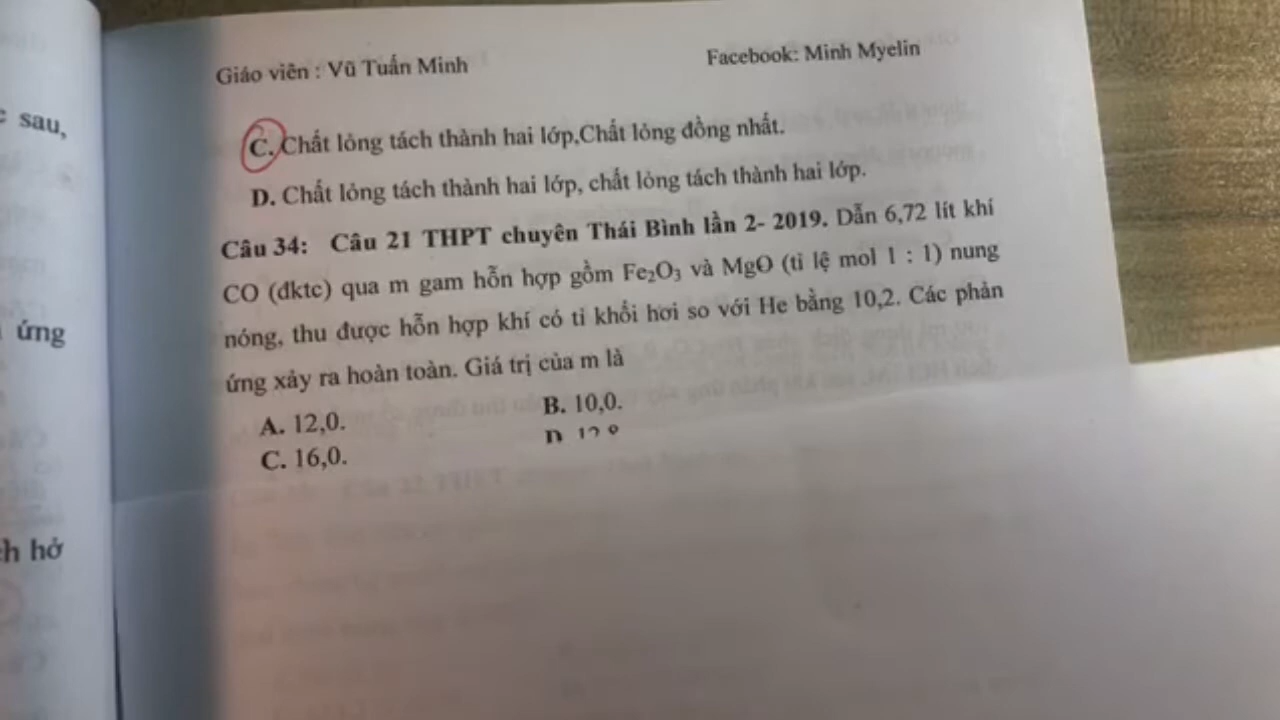 Giáo viên : Vũ Tuấn Minh Facebook: Minh Myelin
sau,
C. Chất lỏng tách thành hai lớp,Chất lỏng đồng nhất.
D. Chất lỏng tách thành hai lớp, chất lỏng tách thành hai lớp.
Câu 34: Câu 21 THPT chuyên Thái Bình lần 2- 2019. Dẫn 6,72 lít khí
CO (đktc) qua m gam hỗn hợp gồm Fe₂O₃ và MgO (tỉ lệ mol 1 : 1) nung
ứng
nóng, thu được hỗn hợp khí có tỉ khối hơi so với He bằng 10,2. Các phản
ứng xảy ra hoàn toàn. Giá trị của m là
A. 12,0. B. 10,0.
C. 16,0. D.
hở